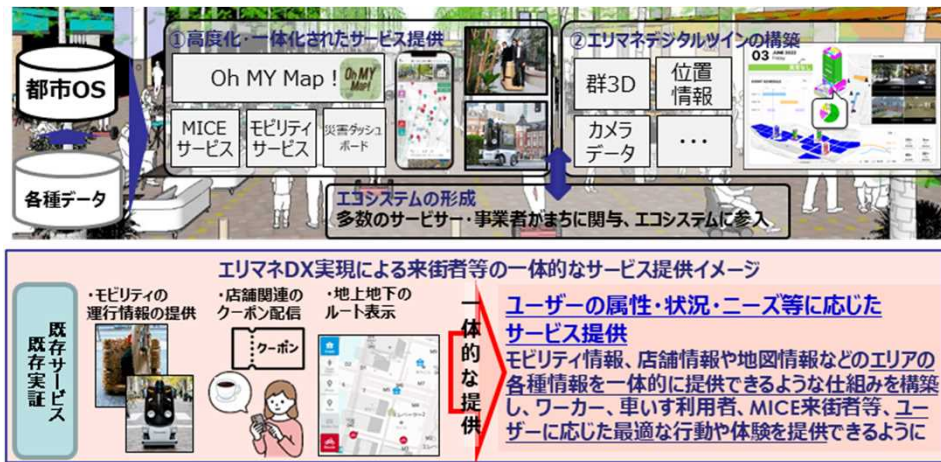 都市OS
各種データ
①高度化・一体化されたサービス提供
Oh MY Map！
Oh MY
Map!
MICE
サービス
モビリティ
サービス
災害ダッシュ
ボード
②エリマネデジタルツインの構築
群3D
位置
情報
カメラ
データ
…
03 JUNE 2022
Friday
エコシステムの形成
多数のサービサー・事業者がまちに関与、エコシステムに参入
エリマネDX実現による来街者等の一体的なサービス提供イメージ
既存サービス
既存実証
・モビリティの
運行情報の提供
・店舗関連の
クーポン配信
クーポン
・地上地下の
ルート表示
一体的な提供
ユーザーの属性・状況・ニーズ等に応じた
サービス提供
モビリティ情報、店舗情報や地図情報などのエリアの
各種情報を一体的に提供できるような仕組みを構築
し、ワーカー、車いす利用者、MICE来街者等、ユー
ザーに応じた最適な行動や体験を提供できるように